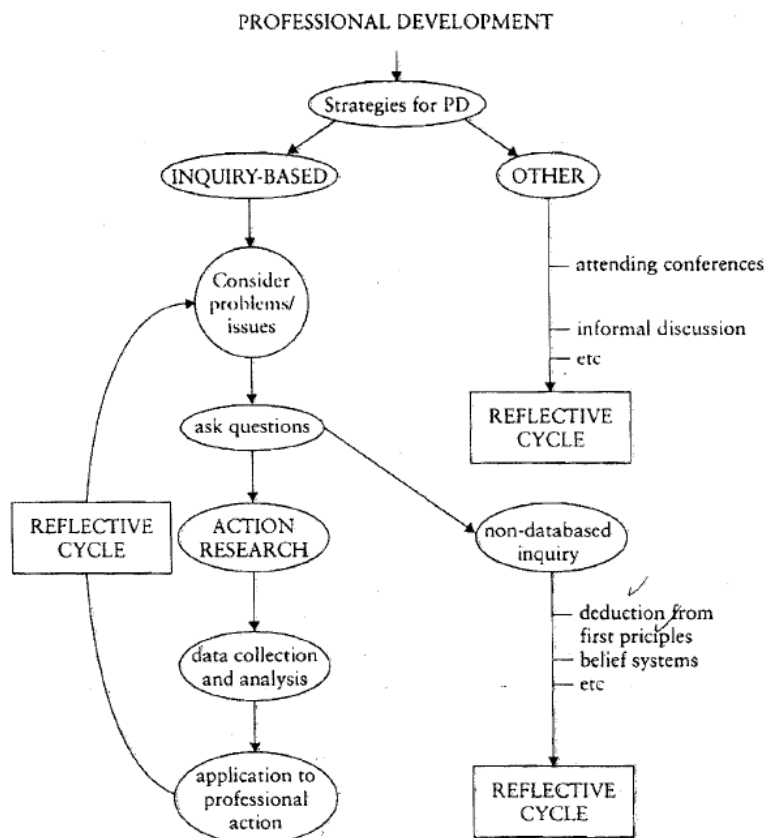 PROFESSIONAL DEVELOPMENT
Strategies for PD
INQUIRY-BASED
OTHER
Consider
problems/
issues
attending conferences
informal discussion
etc
ask questions
REFLECTIVE
CYCLE
REFLECTIVE
CYCLE
ACTION
RESEARCH
non-databased
inquiry
data collection
and analysis
deduction from
first priciples
belief systems
etc
application to
professional
action
REFLECTIVE
CYCLE